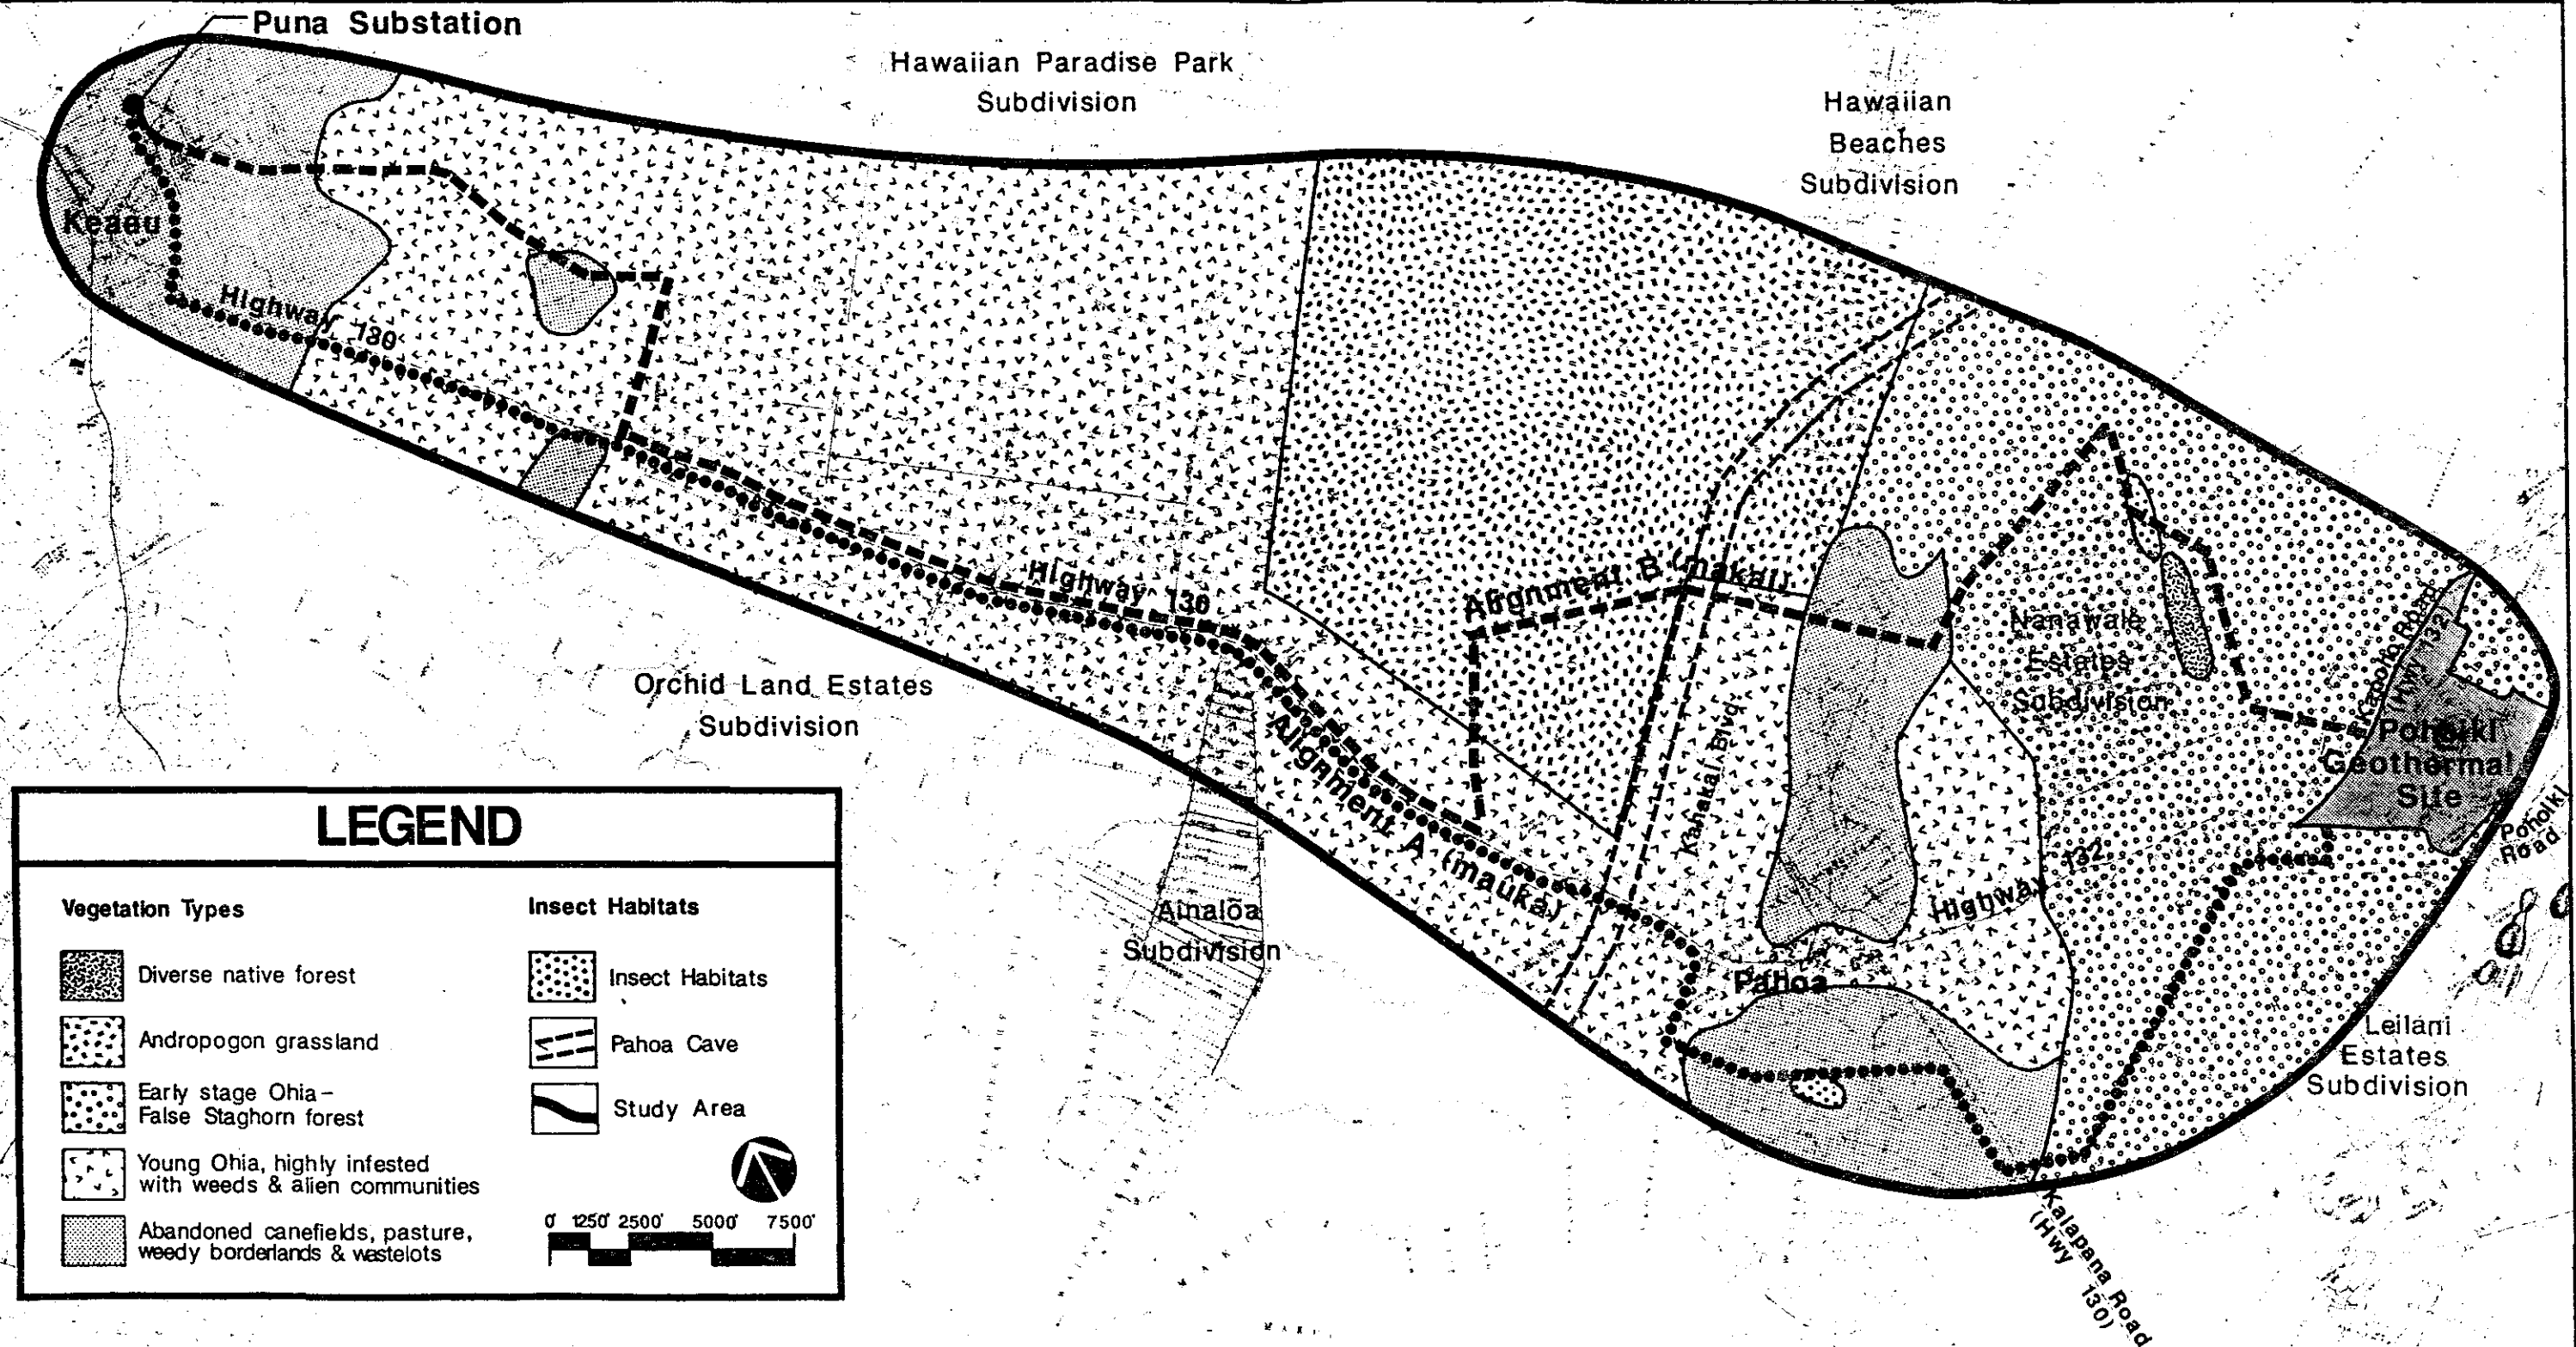 Puna Substation
Hawaiian Paradise Park
Subdivision
Hawaiian
Beaches
Subdivision
Keaau
Highway 130
Highway 130
Alignment B (makai)
Alignment A (mauka)
Orchid Land Estates
Subdivision
Ainaloa
Subdivision
Kahakai Blvd.
Nanawale
Estates
Subdivision
Kapoho Road
(Hwy 132)
Pohoiki
Geothermal
Site
Pohoiki
Road
Highway 132
Pahoa
Leilani
Estates
Subdivision
Kalapana Road
(Hwy 130)
LEGEND
Vegetation Types
Diverse native forest
Andropogon grassland
Early stage Ohia-
False Staghorn forest
Young Ohia, highly infested
with weeds & alien communities
Abandoned canefields, pasture,
weedy borderlands & wastelots
Insect Habitats
Insect Habitats
Pahoa Cave
Study Area
0' 1250' 2500' 5000' 7500'